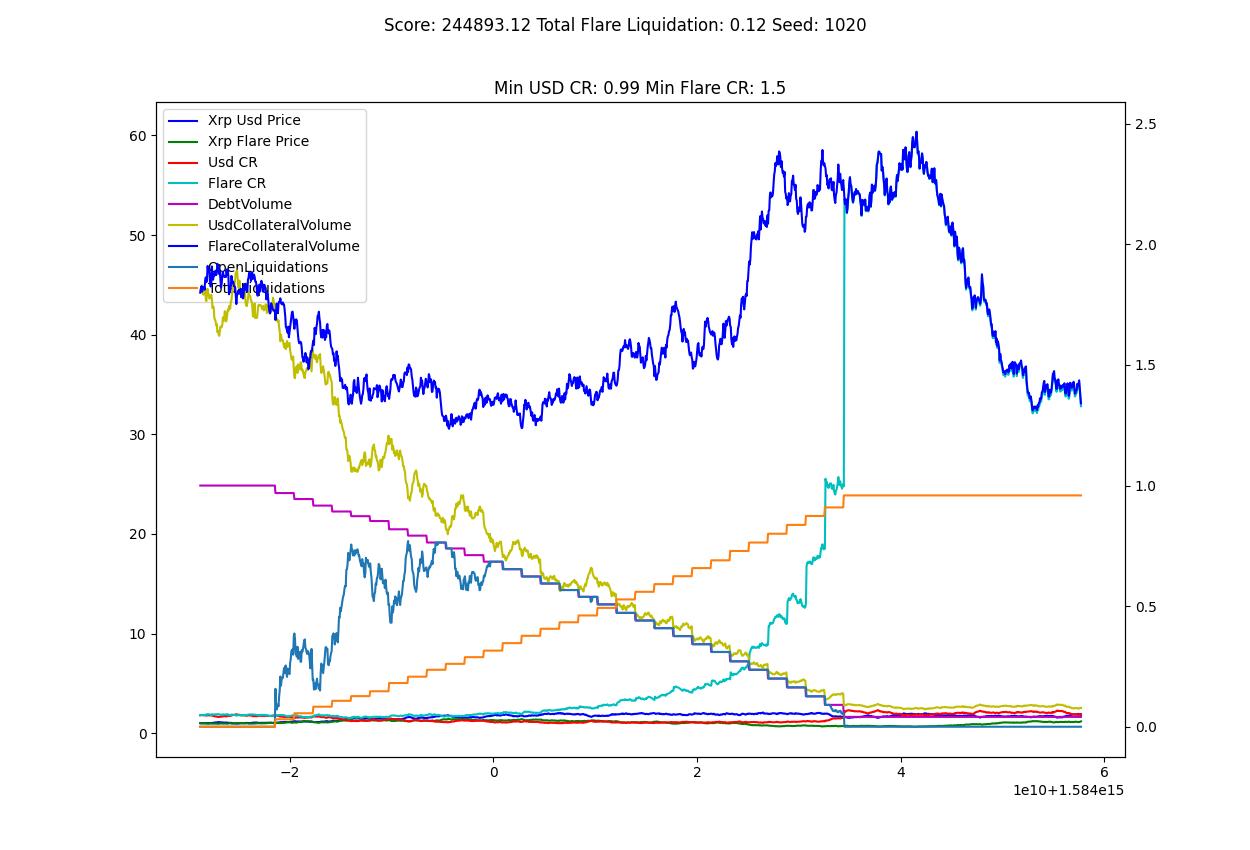 Score: 244893.12 Total Flare Liquidation: 0.12 Seed: 1020
Min USD CR: 0.99 Min Flare CR: 1.5
Xrp Usd Price
Xrp Flare Price
Usd CR
Flare CR
DebtVolume
UsdCollateralVolume
FlareCollateralVolume
OpenLiquidations
TotlLiquidations
60
50
40
30
20
10
0
2.5
2.0
1.5
1.0
0.5
0.0
−2
0
2
4
6
1e10+1.584e15